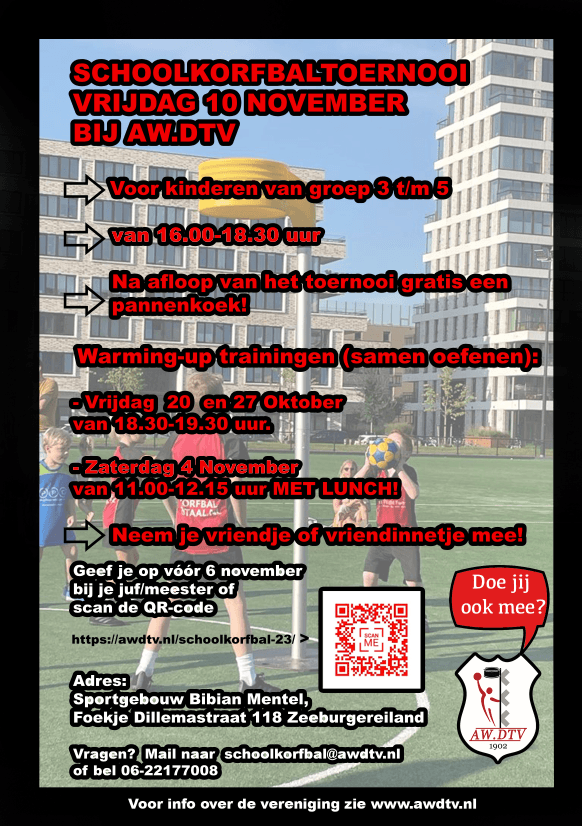 SCHOOLKORFBALTOERNOOI
VRIJDAG 10 NOVEMBER
BIJ AW.DTV
Voor kinderen van groep 3 t/m 5
van 16.00-18.30 uur
Na afloop van het toernooi gratis een
pannenkoek!
Warming-up trainingen (samen oefenen):
- Vrijdag 20 en 27 Oktober
van 18.30-19.30 uur.
- Zaterdag 4 November
van 11.00-12.15 uur MET LUNCH!
Neem je vriendje of vriendinnetje mee!
Geef je op vóór 6 november
bij je juf/meester of
scan de QR-code
https://awdtv.nl/schoolkorfbal-23/ >
SCAN
ME
Doe jij
ook mee?
AW.DTV
1902
Adres:
Sportgebouw Bibian Mentel,
Foekje Dillemastraat 118 Zeeburgereiland
Vragen? Mail naar schoolkorfbal@awdtv.nl
of bel 06-22177008
Voor info over de vereniging zie www.awdtv.nl